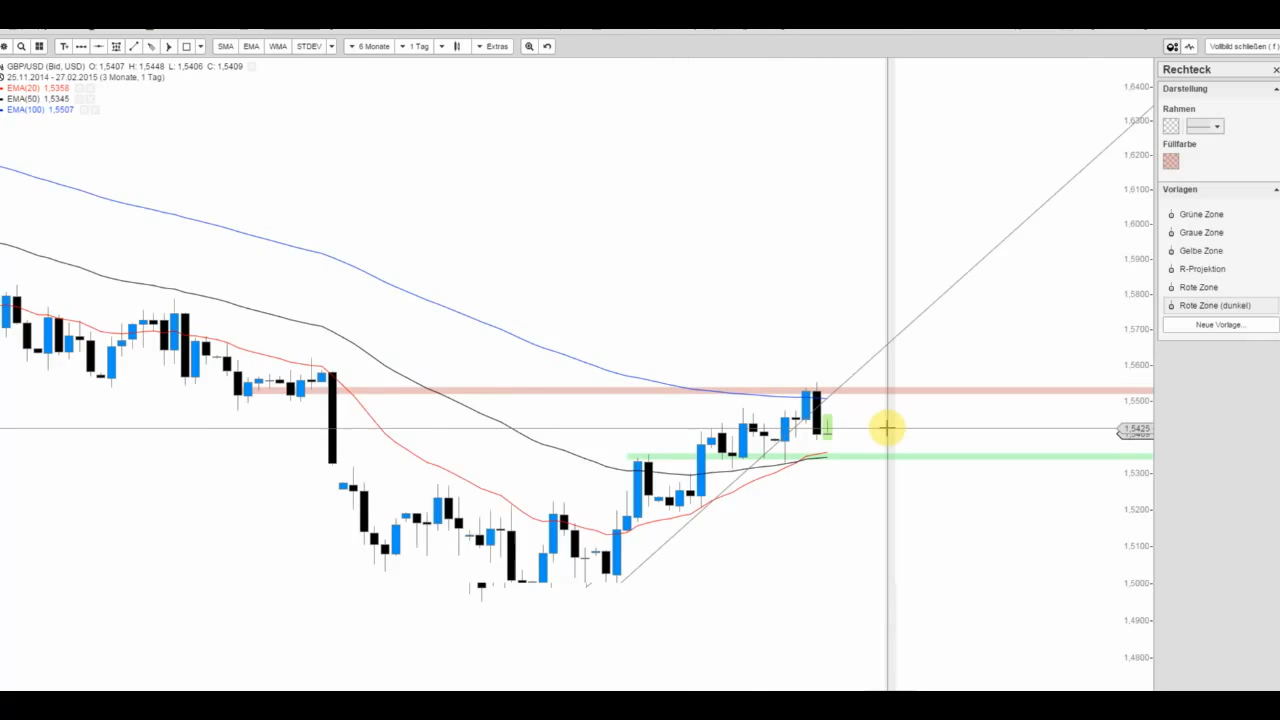 T SMA EMA WMA STDEV 6 Monate 1 Tag Extras Vollbild schließen ( f )
GBP/USD (Bid, USD) O: 1,5407 H: 1,5448 L: 1,5406 C: 1,5409
25.11.2014 - 27.02.2015 (3 Monate, 1 Tag)
EMA(20) 1,5358
EMA(50) 1,5345
EMA(100) 1,5507
1,6400
1,6300
1,6200
1,6100
1,6000
1,5900
1,5800
1,5700
1,5600
1,5500
1,5425
1,5300
1,5200
1,5100
1,5000
1,4900
1,4800
Rechteck
Darstellung
Rahmen
Füllfarbe
Vorlagen
Grüne Zone
Graue Zone
Gelbe Zone
R-Projektion
Rote Zone
Rote Zone (dunkel)
Neue Vorlage...